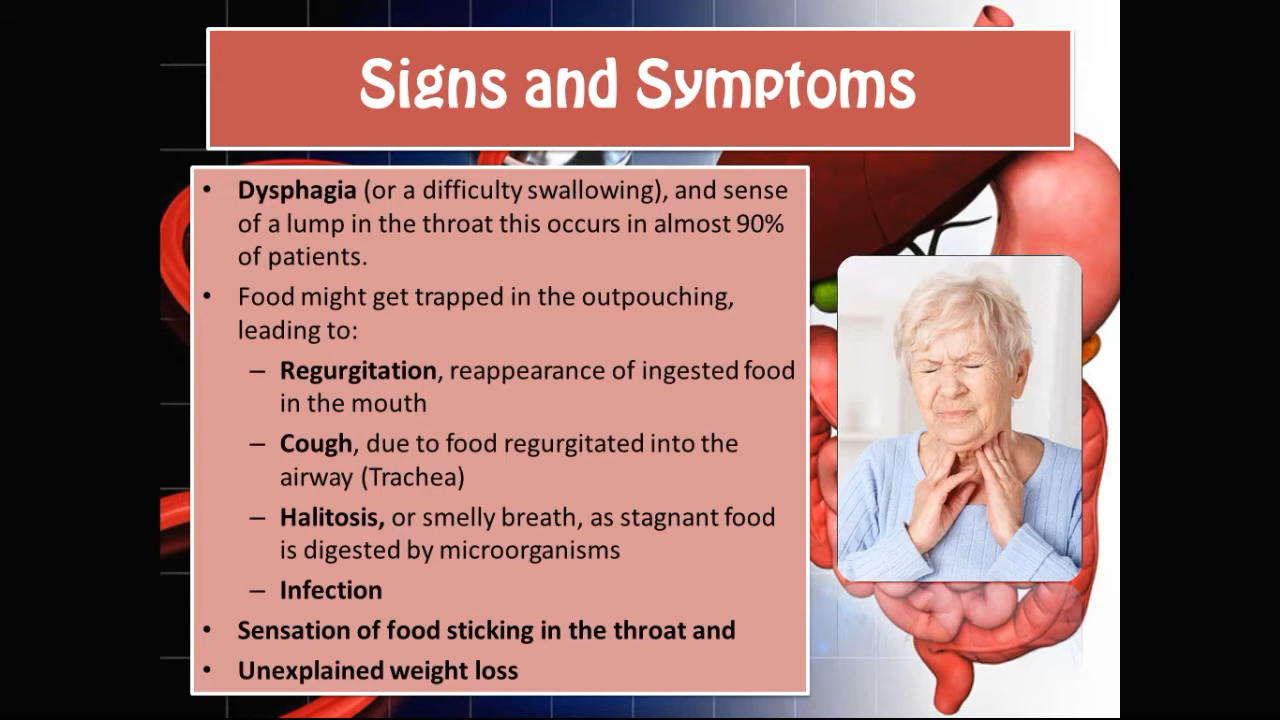 Signs and Symptoms
• Dysphagia (or a difficulty swallowing), and sense
of a lump in the throat this occurs in almost 90%
of patients.
• Food might get trapped in the outpouching,
leading to:
– Regurgitation, reappearance of ingested food
in the mouth
– Cough, due to food regurgitated into the
airway (Trachea)
– Halitosis, or smelly breath, as stagnant food
is digested by microorganisms
– Infection
• Sensation of food sticking in the throat and
• Unexplained weight loss